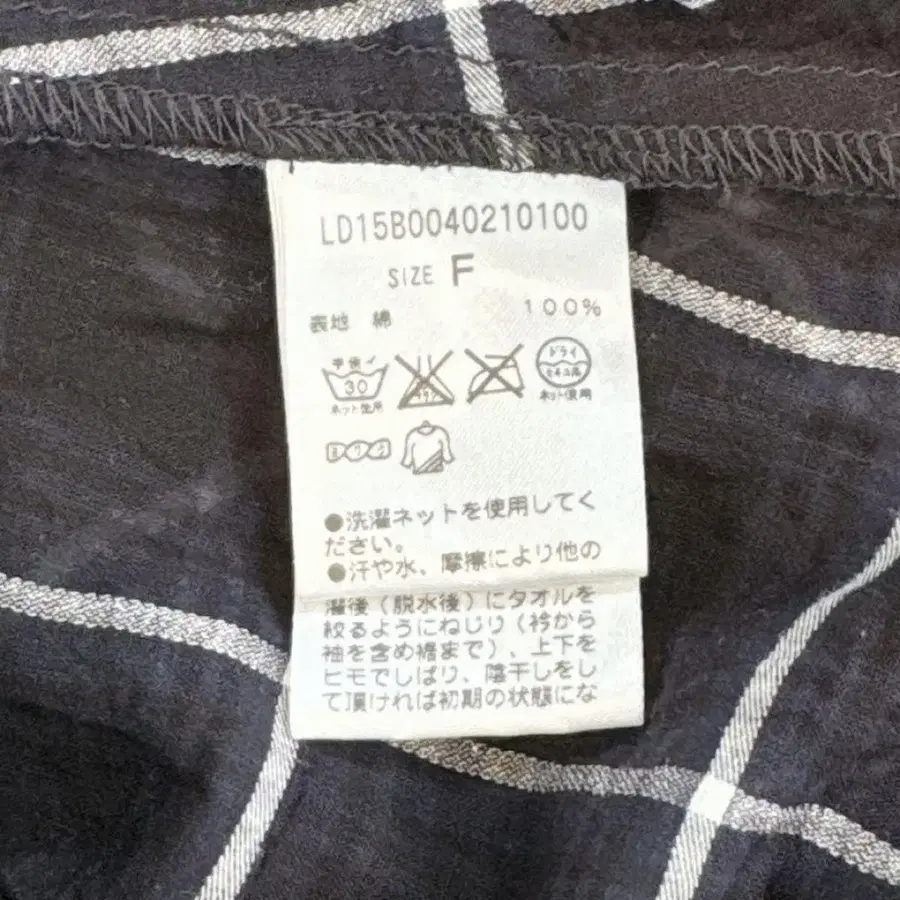 LD15B0040210100
SIZE F
表地 綿 100%
手洗イ
30
ネット使用
ドライ
セキユ系
ネット使用
●洗濯ネットを使用してく
ださい。
●汗や水、摩擦により他の
濯後（脱水後）にタオルを
絞るようにねじり（衿から
袖を含め裾まで）、上下を
ヒモでしばり、陰干しをし
て頂ければ初期の状態にな